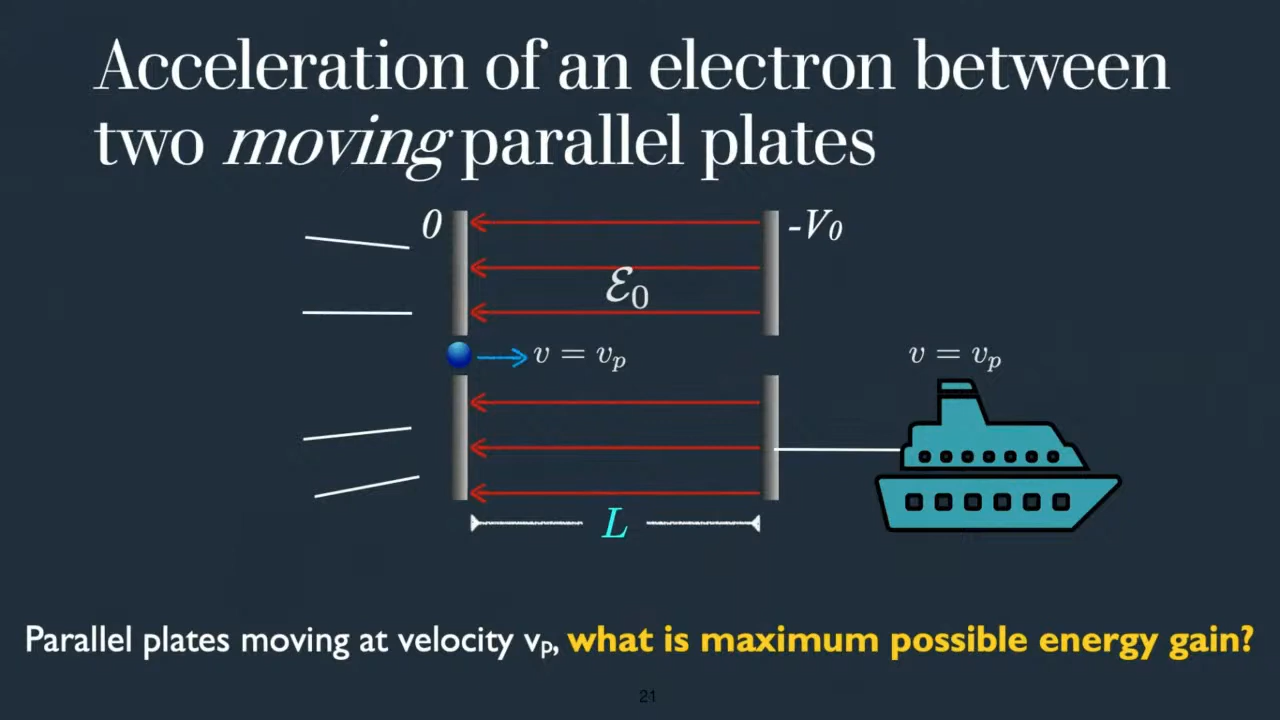 Acceleration of an electron between
two moving parallel plates
0
-V₀
ℰ₀
v = vₚ
v = vₚ
L
Parallel plates moving at velocity vₚ, what is maximum possible energy gain?
21